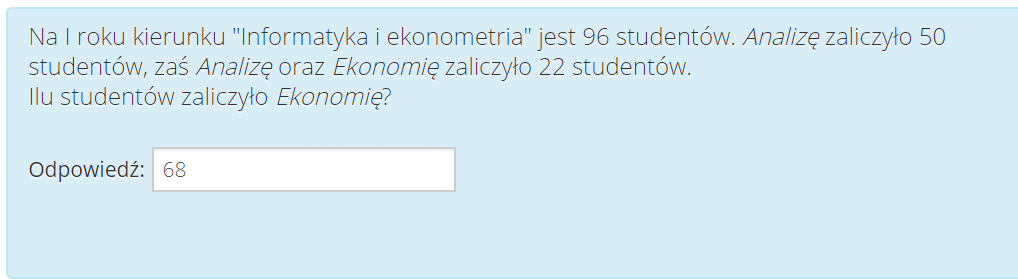 Na I roku kierunku "Informatyka i ekonometria" jest 96 studentów. Analizę zaliczyło 50
studentów, zaś Analizę oraz Ekonomię zaliczyło 22 studentów.
Ilu studentów zaliczyło Ekonomię?
Odpowiedź: 68